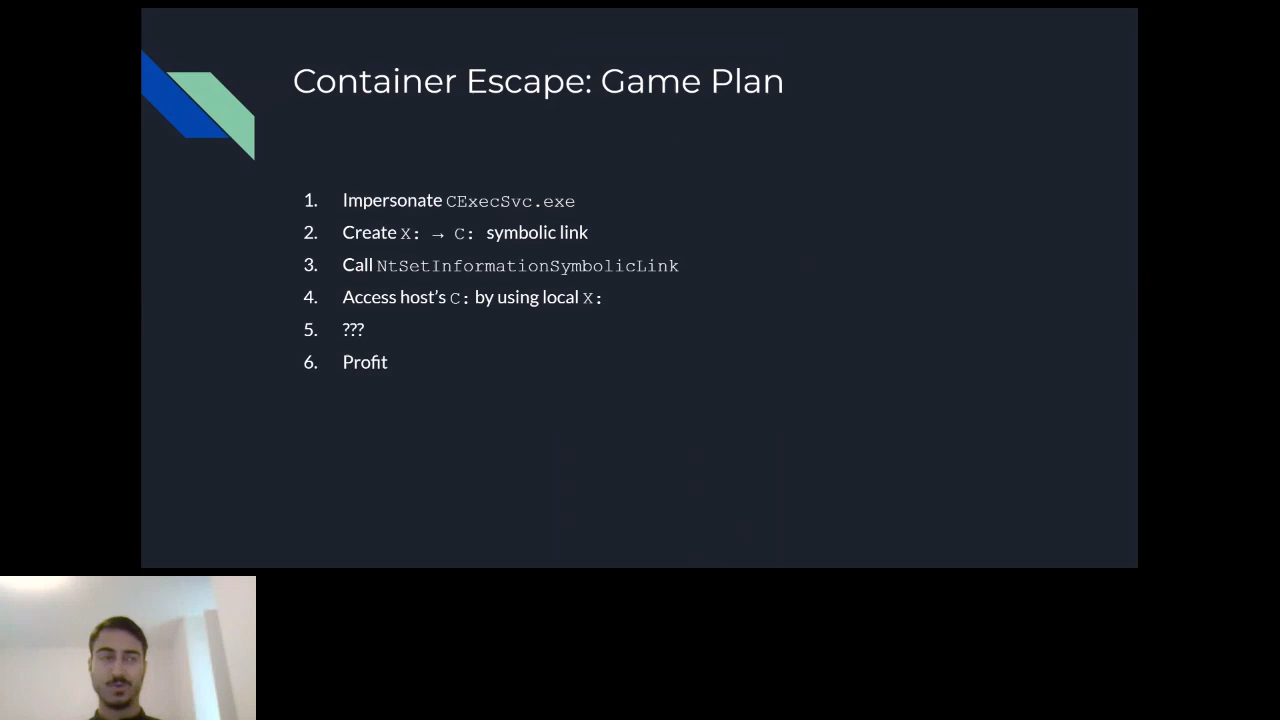 Container Escape: Game Plan
1. Impersonate CExecSvc.exe
2. Create X: → C: symbolic link
3. Call NtSetInformationSymbolicLink
4. Access host's C: by using local X:
5. ???
6. Profit